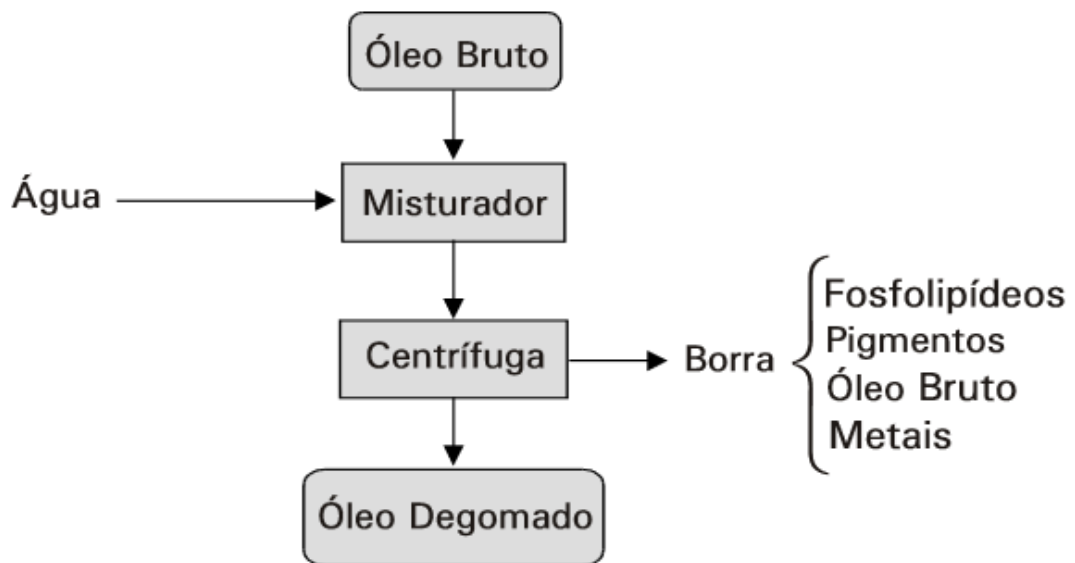 Óleo Bruto
Água
Misturador
Centrífuga
Borra
Fosfolipídeos
Pigmentos
Óleo Bruto
Metais
Óleo Degomado